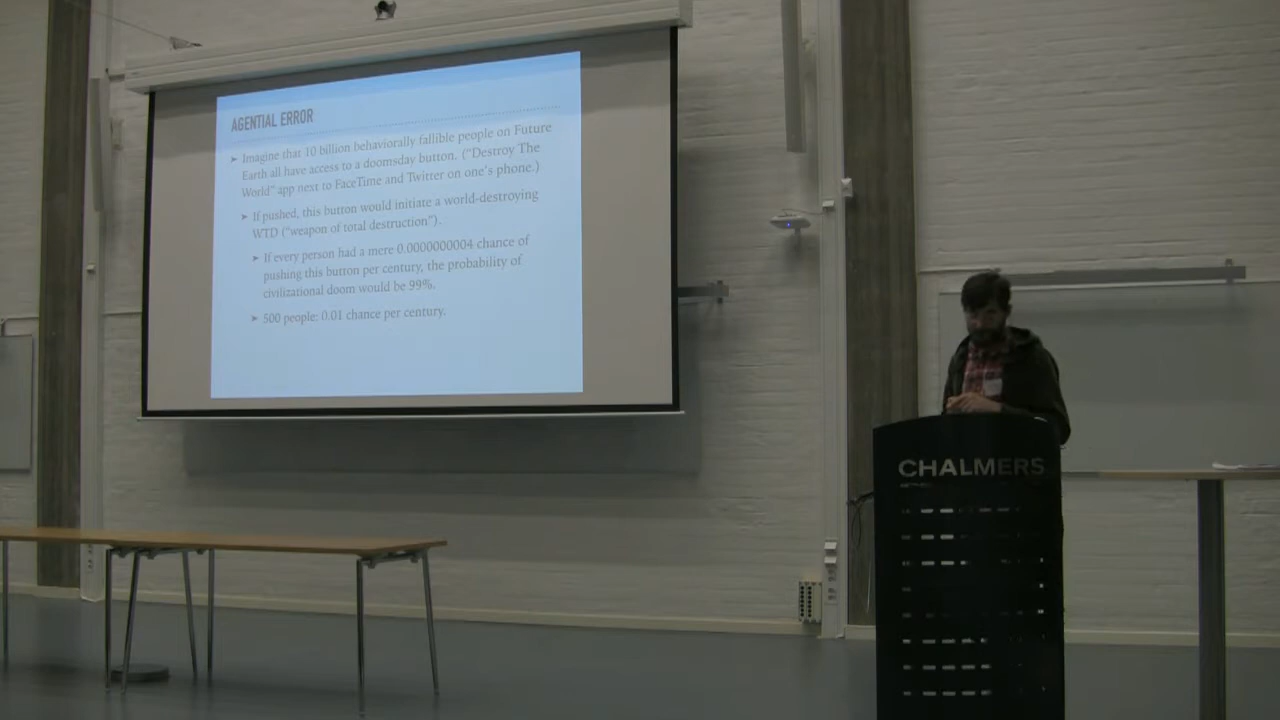 AGENTIAL ERROR
➤ Imagine that 10 billion behaviorally fallible people on Future
Earth all have access to a doomsday button. (“Destroy The
World” app next to FaceTime and Twitter on one’s phone.)
➤ If pushed, this button would initiate a world-destroying
WTD (“weapon of total destruction”).
➤ If every person had a mere 0.0000000004 chance of
pushing this button per century, the probability of
civilizational doom would be 99%.
➤ 500 people: 0.01 chance per century.
CHALMERS